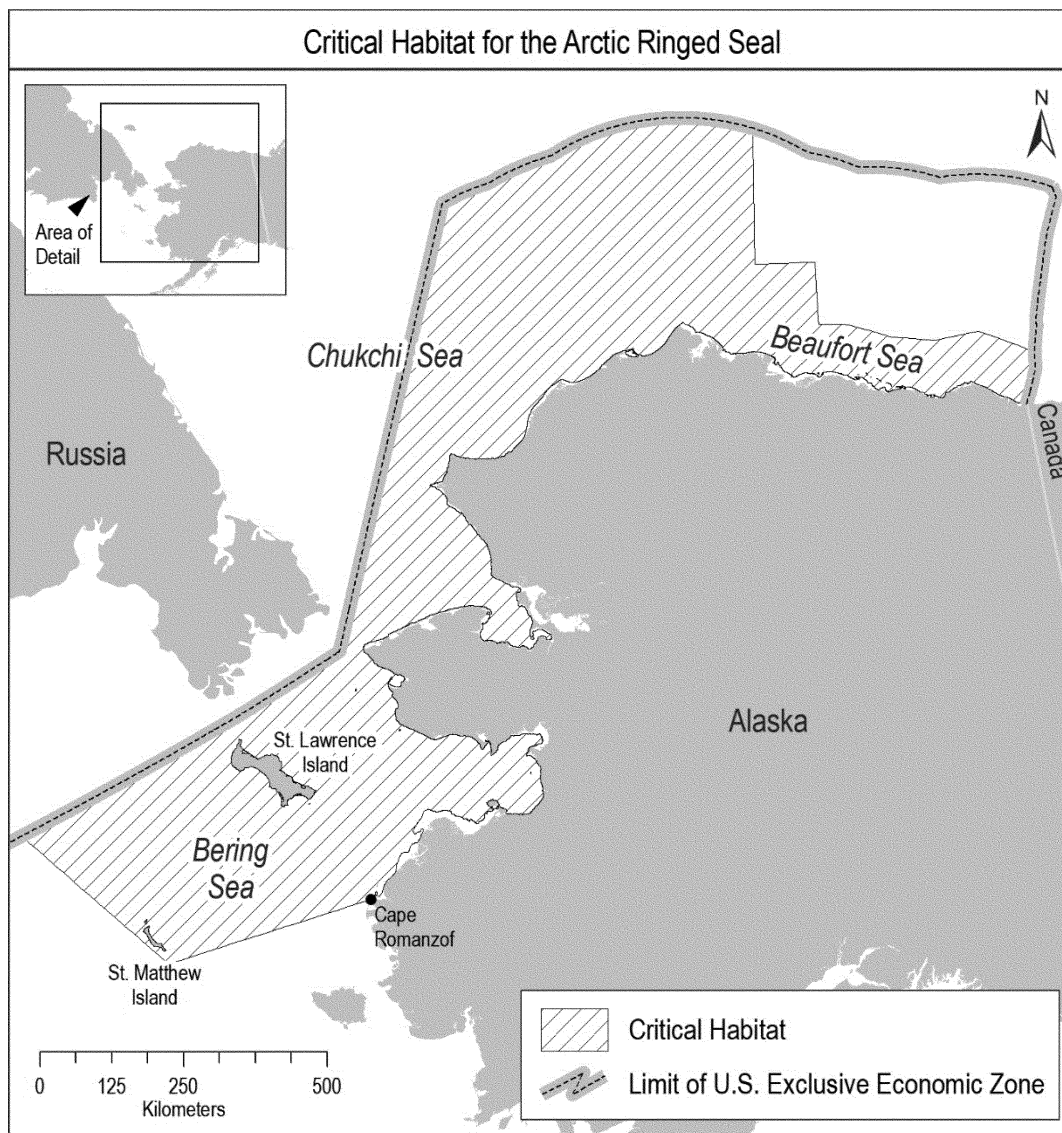 Critical Habitat for the Arctic Ringed Seal
N
Area of
Detail
Chukchi Sea
Beaufort Sea
Russia
Canada
Alaska
St. Lawrence
Island
Bering
Sea
Cape
Romanzof
St. Matthew
Island
Critical Habitat
Limit of U.S. Exclusive Economic Zone
0 125 250 500
Kilometers